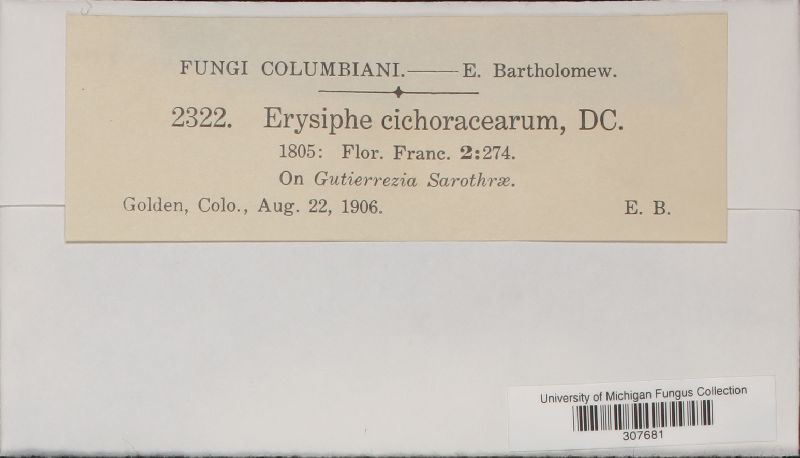 FUNGI COLUMBIANI.——E. Bartholomew.
2322. Erysiphe cichoracearum, DC.
1805: Flor. Franc. 2:274.
On Gutierrezia Sarothræ.
Golden, Colo., Aug. 22, 1906. E. B.
University of Michigan Fungus Collection
307681